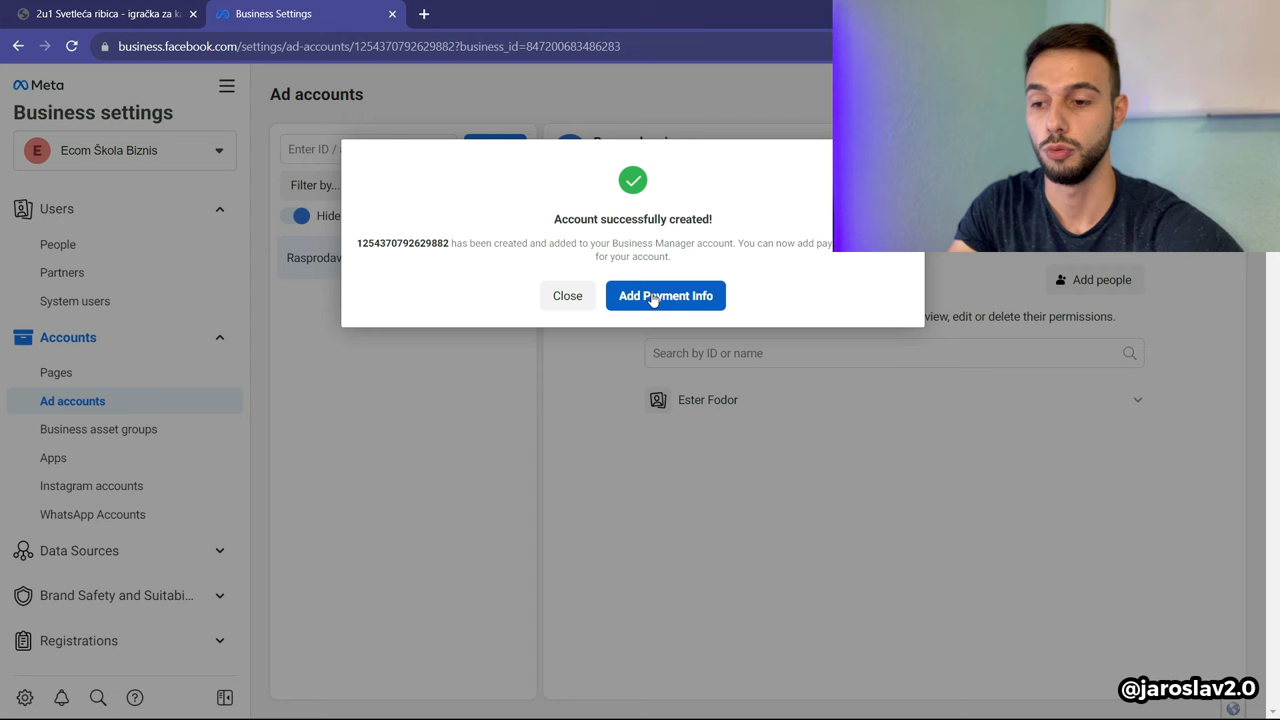 2u1 Svetleća ribica - igračka za k
Business Settings
business.facebook.com/settings/ad-accounts/1254370792629882?business_id=847200683486283
Meta
Business settings
E Ecom Škola Biznis
Users
People
Partners
System users
Accounts
Pages
Ad accounts
Business asset groups
Apps
Instagram accounts
WhatsApp Accounts
Data Sources
Brand Safety and Suitabi...
Registrations
Ad accounts
Enter ID /
Filter by...
Hide
Rasprodav
Account successfully created!
1254370792629882 has been created and added to your Business Manager account. You can now add pay
for your account.
Close
Add Payment Info
Add people
view, edit or delete their permissions.
Search by ID or name
Ester Fodor
@jaroslav2.0